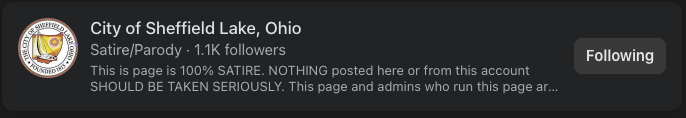 City of Sheffield Lake, Ohio
Satire/Parody · 1.1K followers
This is page is 100% SATIRE. NOTHING posted here or from this account
SHOULD BE TAKEN SERIOUSLY. This page and admins who run this page ar...
Following
THE CITY OF SHEFFIELD LAKE, OHIO